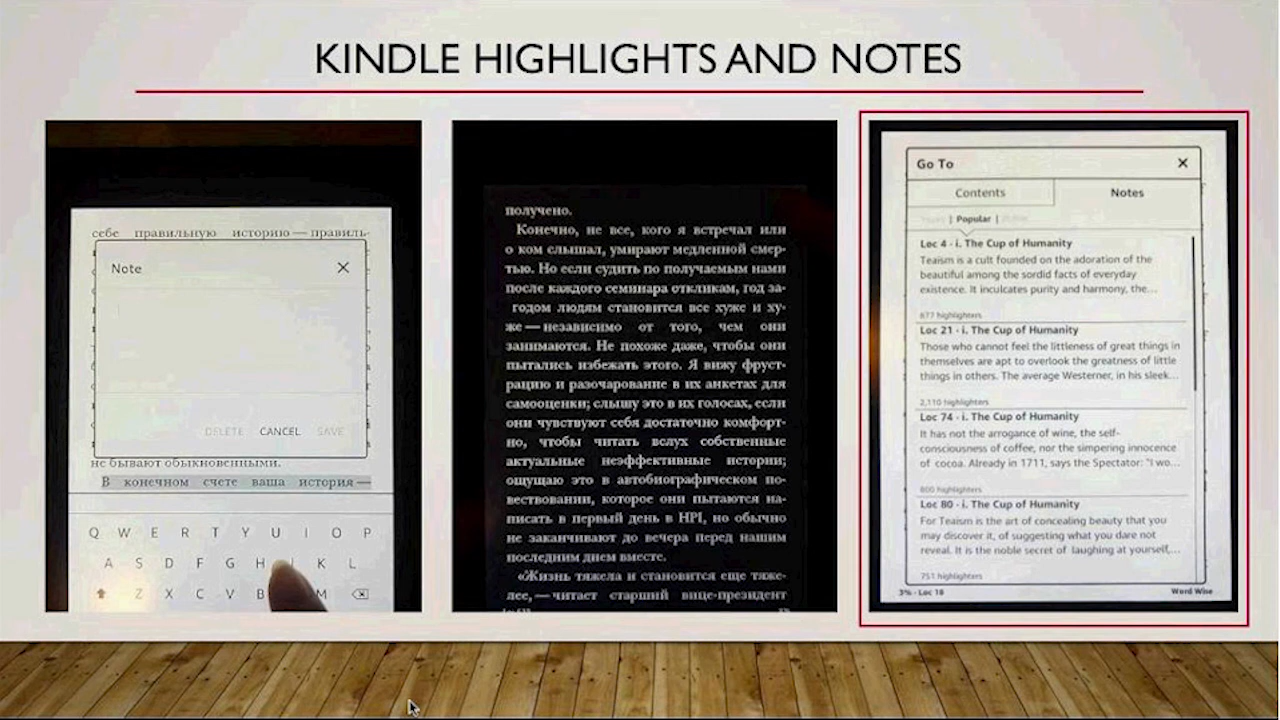 KINDLE HIGHLIGHTS AND NOTES
себе правильную историю — правиль-
Note
DELETE CANCEL SAVE
не бывают обыкновенными.
В конечном счете ваша история —
Q W E R T Y U I O P
A S D F G H K L
Z X C V B M
получено.
Конечно, не все, кого я встречал или
о ком слышал, умирают медленной смер-
тью. Но если судить по получаемым нами
после каждого семинара откликам, год за-
годом людям становится все хуже и ху-
же — независимо от того, чем они
занимаются. Не похоже даже, чтобы они
пытались избежать этого. Я вижу фруст-
рацию и разочарование в их анкетах для
самооценки; слышу это в их голосах, если
они чувствуют себя достаточно комфорт-
но, чтобы читать вслух собственные
актуальные неэффективные истории;
ощущаю это в автобиографическом по-
вествовании, которое они пытаются на-
писать в первый день в HPI, но обычно
не заканчивают до вечера перед нашим
последним днем вместе.
«Жизнь тяжела и становится еще тяже-
лее, — читает старший вице-президент
Go To
Contents Notes
| Popular |
Loc 4 - i. The Cup of Humanity
Teaism is a cult founded on the adoration of the
beautiful among the sordid facts of everyday
existence. It inculcates purity and harmony, the...
877 highlighters
Loc 21 - i. The Cup of Humanity
Those who cannot feel the littleness of great things in
themselves are apt to overlook the greatness of little
things in others. The average Westerner, in his sleek...
2,110 highlighters
Loc 74 - i. The Cup of Humanity
It has not the arrogance of wine, the self-
consciousness of coffee, nor the simpering innocence
of cocoa. Already in 1711, says the Spectator: "I wo...
800 highlighters
Loc 80 - i. The Cup of Humanity
For Teaism is the art of concealing beauty that you
may discover it, of suggesting what you dare not
reveal. It is the noble secret of laughing at yourself,...
751 highlighters
3% - Loc 18 Word Wise